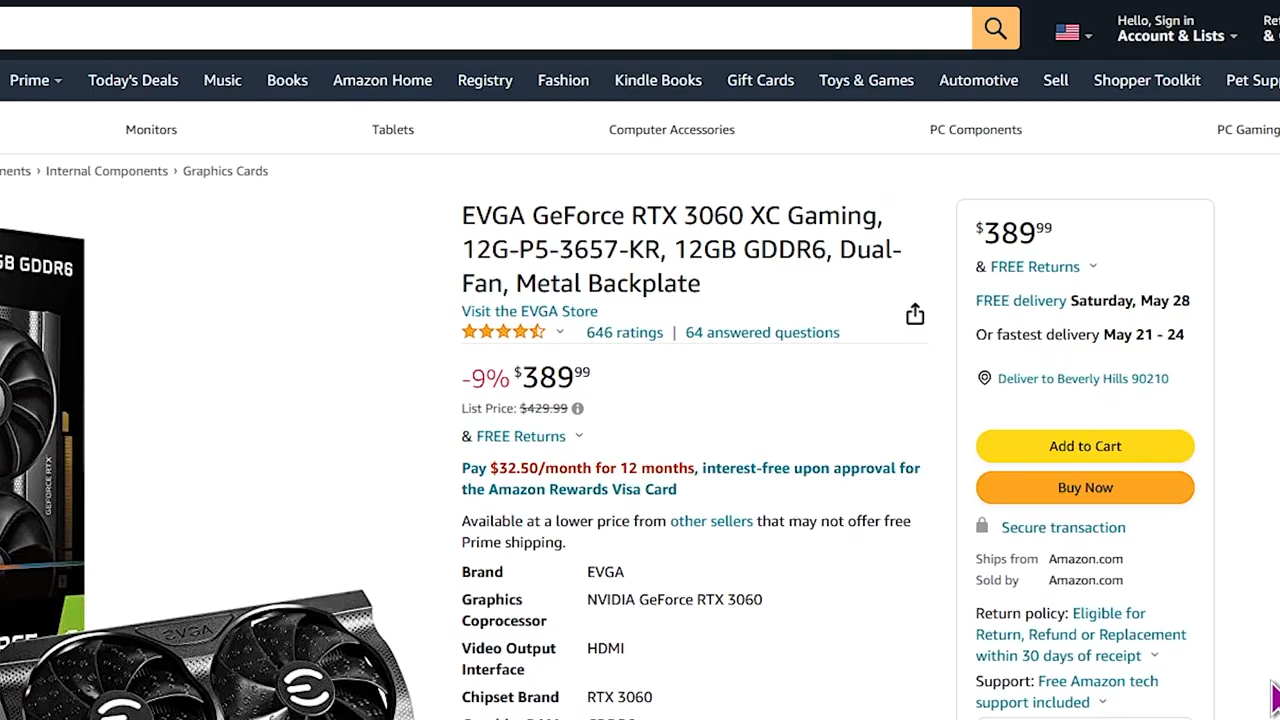 Hello, Sign in
Account & Lists
&
Prime
Today's Deals
Music
Books
Amazon Home
Registry
Fashion
Kindle Books
Gift Cards
Toys & Games
Automotive
Sell
Shopper Toolkit
Pet Sup
Monitors
Tablets
Computer Accessories
PC Components
PC Gaming
nents › Internal Components › Graphics Cards
GB GDDR6
GEFORCE RTX
EVGA
EVGA GeForce RTX 3060 XC Gaming,
12G-P5-3657-KR, 12GB GDDR6, Dual-
Fan, Metal Backplate
Visit the EVGA Store
646 ratings | 64 answered questions
-9% $38999
List Price: $429.99
& FREE Returns
Pay $32.50/month for 12 months, interest-free upon approval for
the Amazon Rewards Visa Card
Available at a lower price from other sellers that may not offer free
Prime shipping.
Brand EVGA
Graphics NVIDIA GeForce RTX 3060
Coprocessor
Video Output HDMI
Interface
Chipset Brand RTX 3060
$38999
& FREE Returns
FREE delivery Saturday, May 28
Or fastest delivery May 21 - 24
Deliver to Beverly Hills 90210
Add to Cart
Buy Now
Secure transaction
Ships from Amazon.com
Sold by Amazon.com
Return policy: Eligible for
Return, Refund or Replacement
within 30 days of receipt
Support: Free Amazon tech
support included